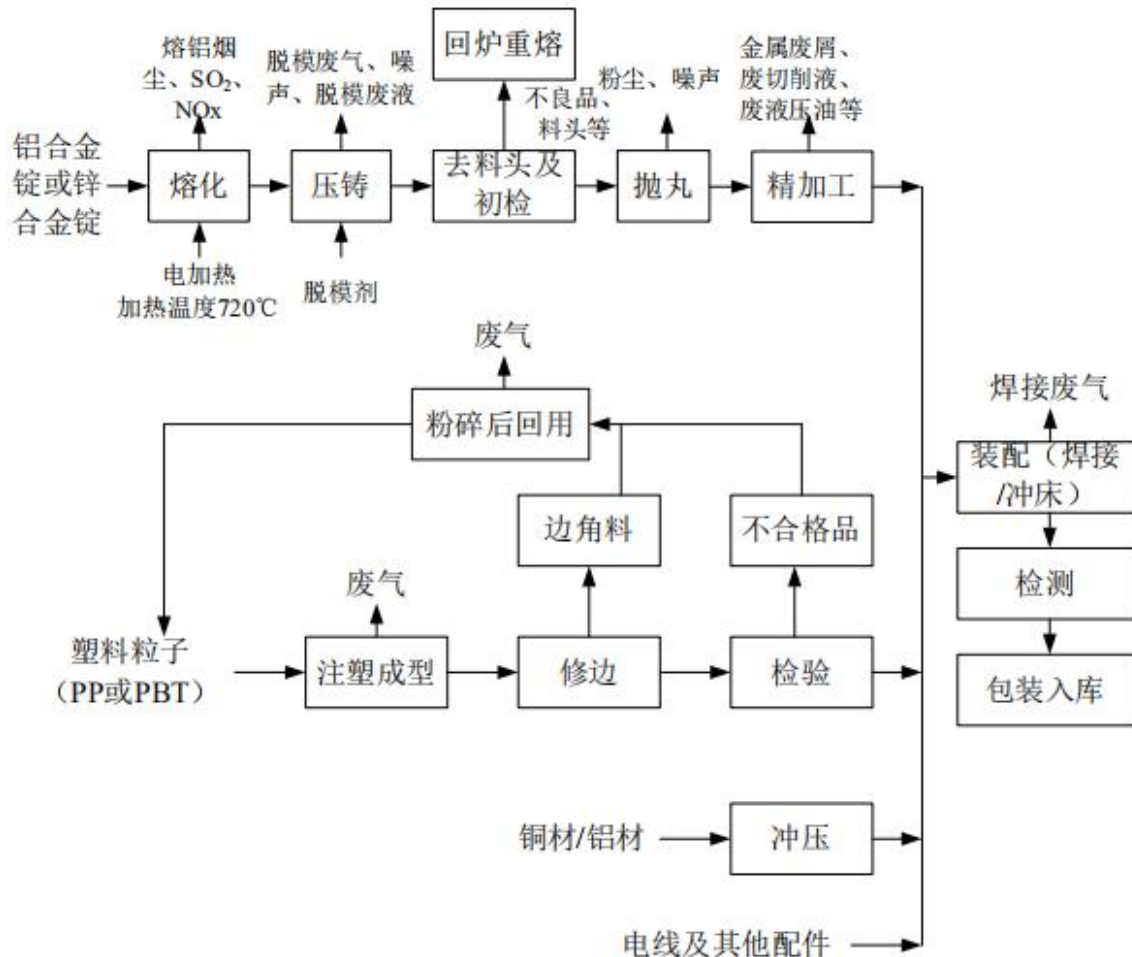 熔铝烟
尘、SO₂、
NOx
脱模废气、噪
声、脱模废液
回炉重熔
不良品、
料头等
粉尘、噪声
金属废屑、
废切削液、
废液压油等
铝合金
锭或锌
合金锭
熔化
压铸
去料头及
初检
抛丸
精加工
电加热
加热温度720℃
脱模剂
废气
粉碎后回用
焊接废气
装配（焊接
/冲床）
边角料
不合格品
检测
废气
塑料粒子
（PP或PBT）
注塑成型
修边
检验
包装入库
铜材/铝材
冲压
电线及其他配件